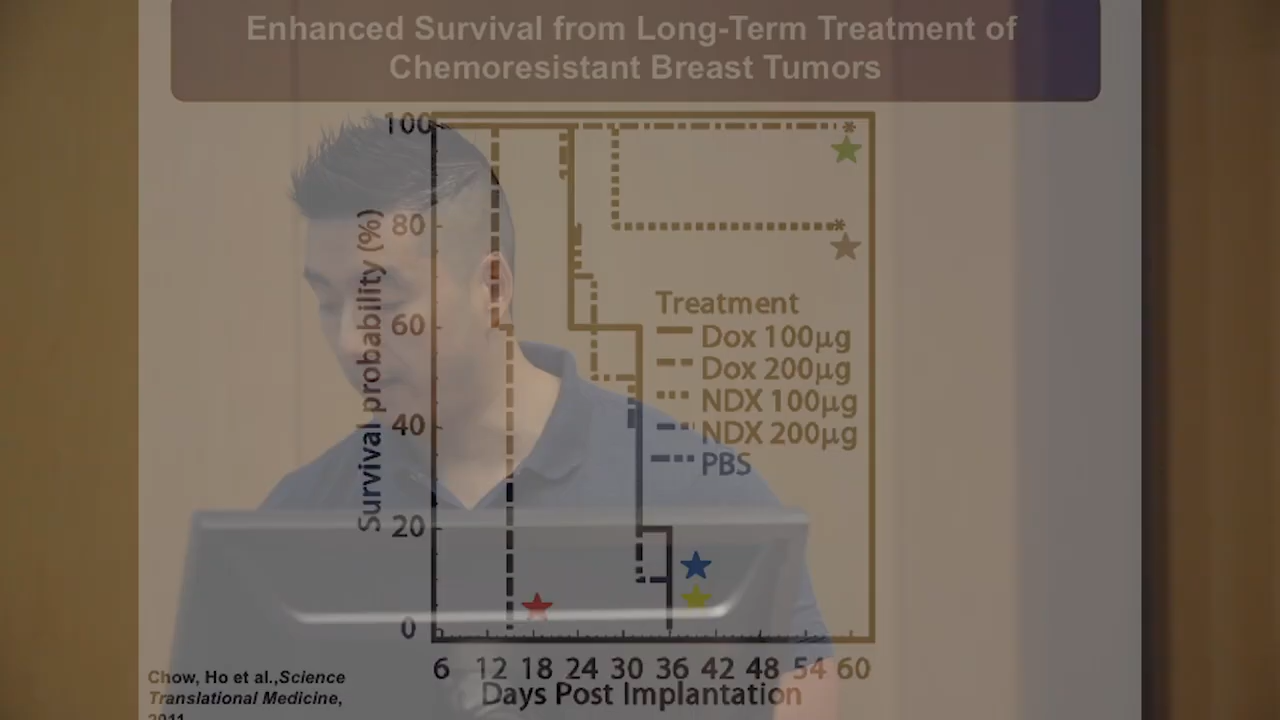 Enhanced Survival from Long-Term Treatment of
Chemoresistant Breast Tumors
100
80
60
40
20
0
Survival probability (%)
Treatment
Dox 100µg
Dox 200µg
NDX 100µg
NDX 200µg
PBS
6 12 18 24 30 36 42 48 54 60
Days Post Implantation
Chow, Ho et al.,Science
Translational Medicine,
2011